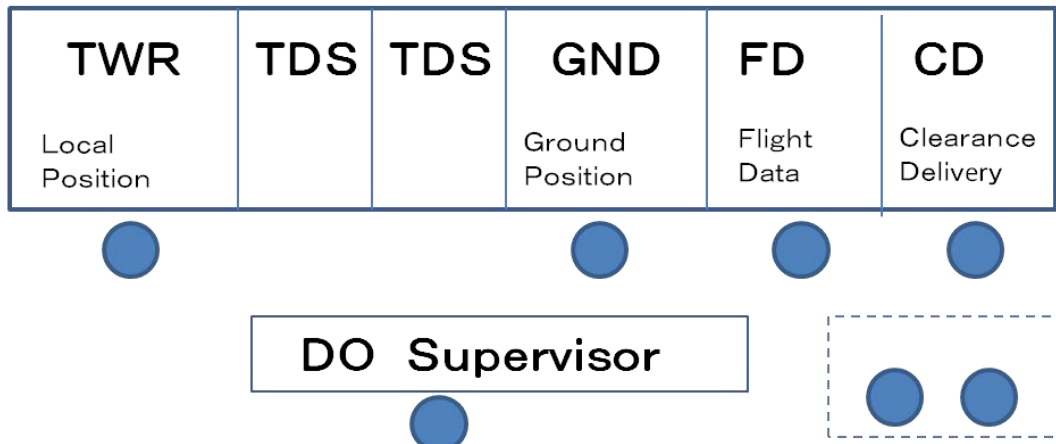 TWR
TDS
TDS
GND
FD
CD
Local
Position
Ground
Position
Flight
Data
Clearance
Delivery
DO Supervisor